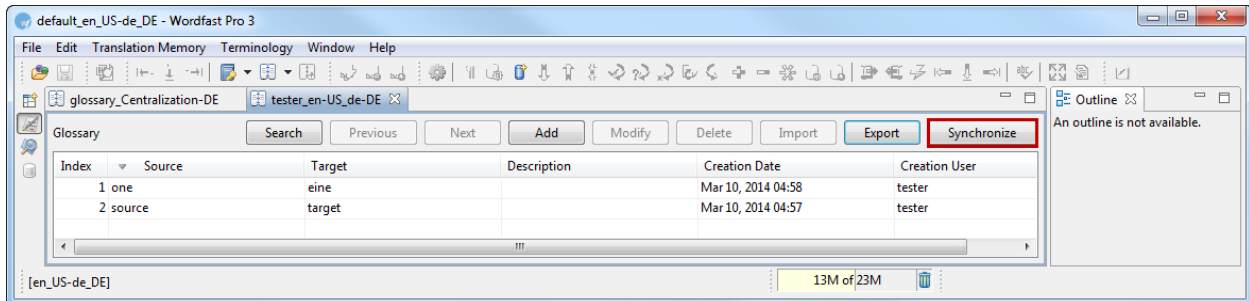 default_en_US-de_DE - Wordfast Pro 3
File Edit Translation Memory Terminology Window Help
glossary_Centralization-DE tester_en-US_de-DE Outline
Glossary Search Previous Next Add Modify Delete Import Export Synchronize An outline is not available.
Index Source Target Description Creation Date Creation User
1 one eine Mar 10, 2014 04:58 tester
2 source target Mar 10, 2014 04:57 tester
[en_US-de_DE] 13M of 23M